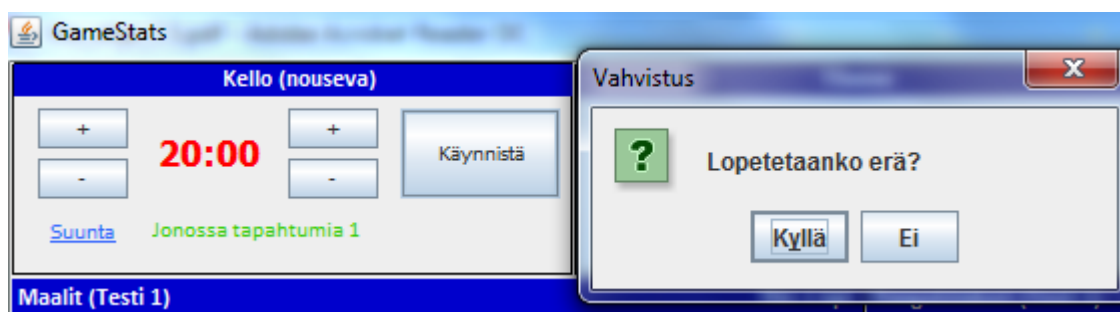 GameStats
Kello (nouseva)
+
-
20:00
+
-
Käynnistä
Suunta
Jonossa tapahtumia 1
Maalit (Testi 1)
Vahvistus
x
?
Lopetetaanko erä?
Kyllä
Ei